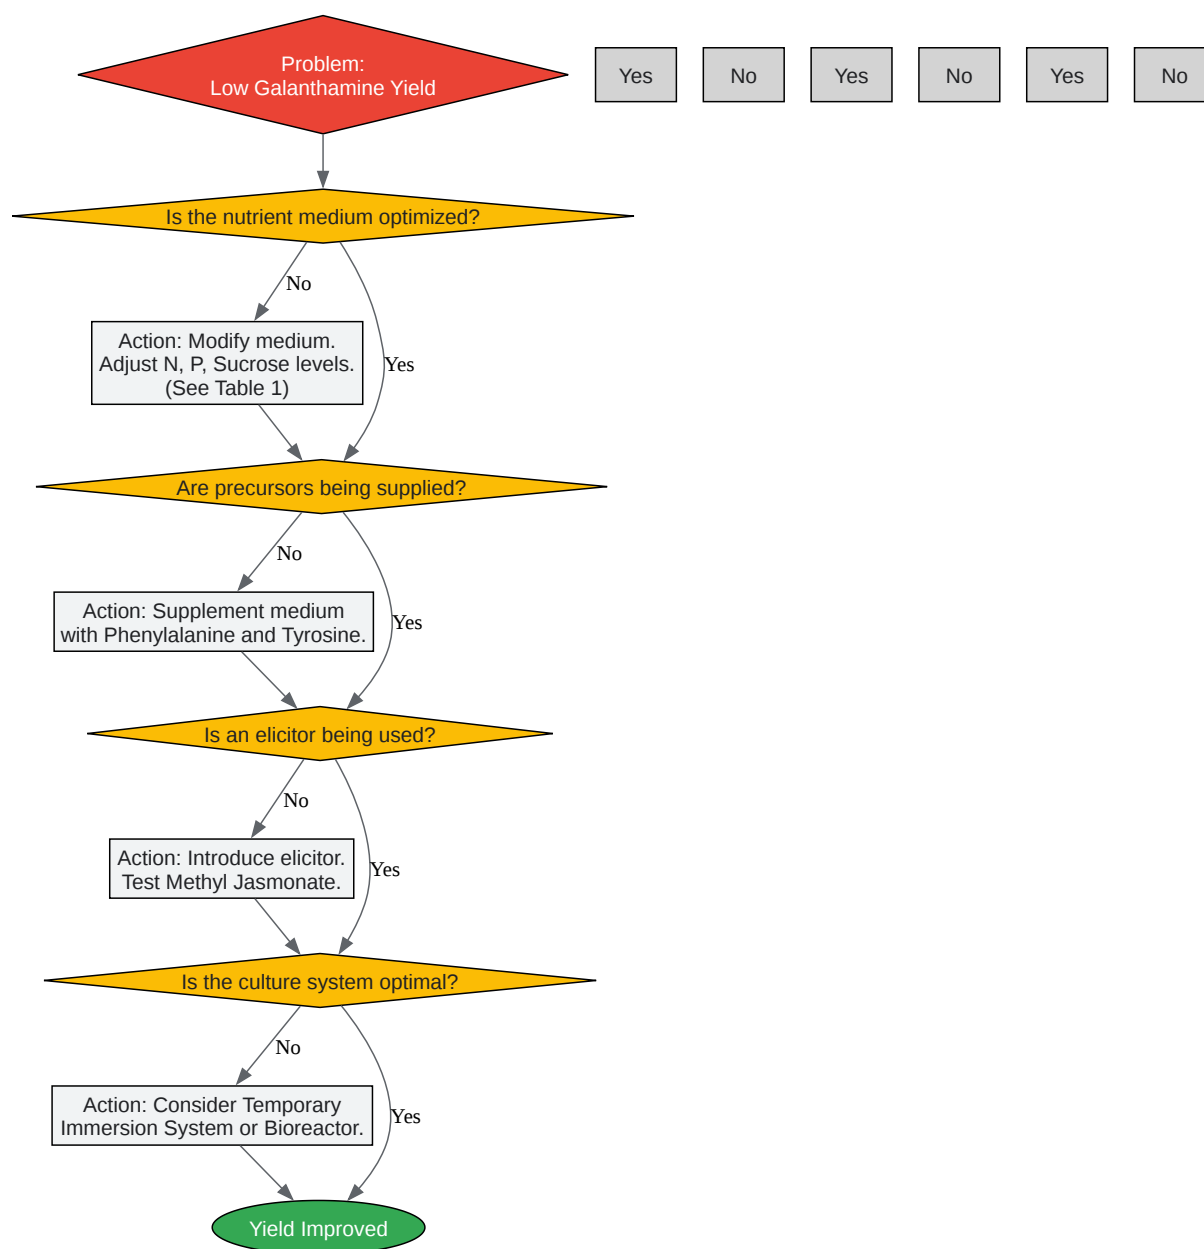 Problem:
Low Galanthamine Yield
Yes
No
Yes
No
Yes
No
Is the nutrient medium optimized?
No
Action: Modify medium.
Adjust N, P, Sucrose levels.
(See Table 1)
Yes
Are precursors being supplied?
No
Action: Supplement medium
with Phenylalanine and Tyrosine.
Yes
Is an elicitor being used?
No
Action: Introduce elicitor.
Test Methyl Jasmonate.
Yes
Is the culture system optimal?
No
Action: Consider Temporary
Immersion System or Bioreactor.
Yes
Yield Improved